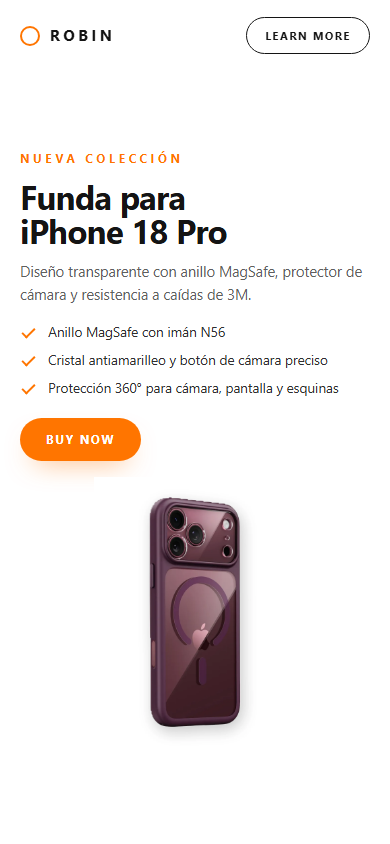 ROBIN
LEARN MORE
NUEVA COLECCIÓN
Funda para
iPhone 18 Pro
Diseño transparente con anillo MagSafe, protector de
cámara y resistencia a caídas de 3M.
Anillo MagSafe con imán N56
Cristal antiamarilleo y botón de cámara preciso
Protección 360° para cámara, pantalla y esquinas
BUY NOW